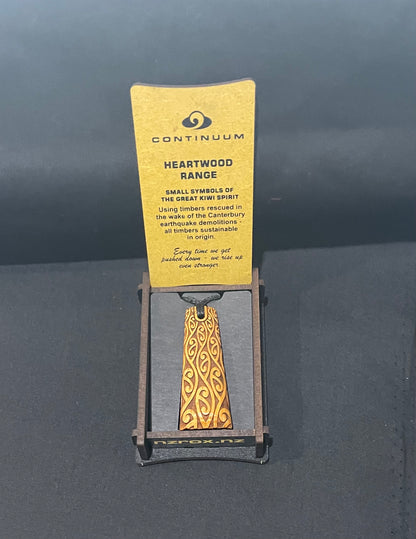 CONTINUUM
HEARTWOOD
RANGE
SMALL SYMBOLS OF
THE GREAT KIWI SPIRIT
Using timbers rescued in
the wake of the Canterbury
earthquake demolitions -
all timbers sustainable
in origin.
Every time we get
pushed down - we rise up
even stronger.
nzrox.nz